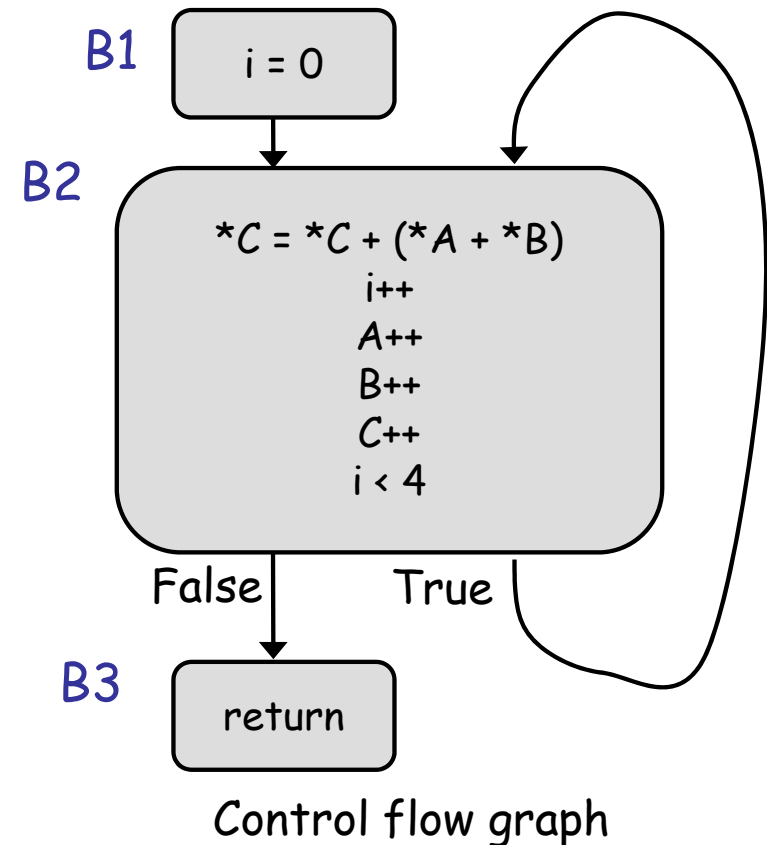 B1
i = 0
B2
*C = *C + (*A + *B)
i++
A++
B++
C++
i < 4
False
True
B3
return
Control flow graph